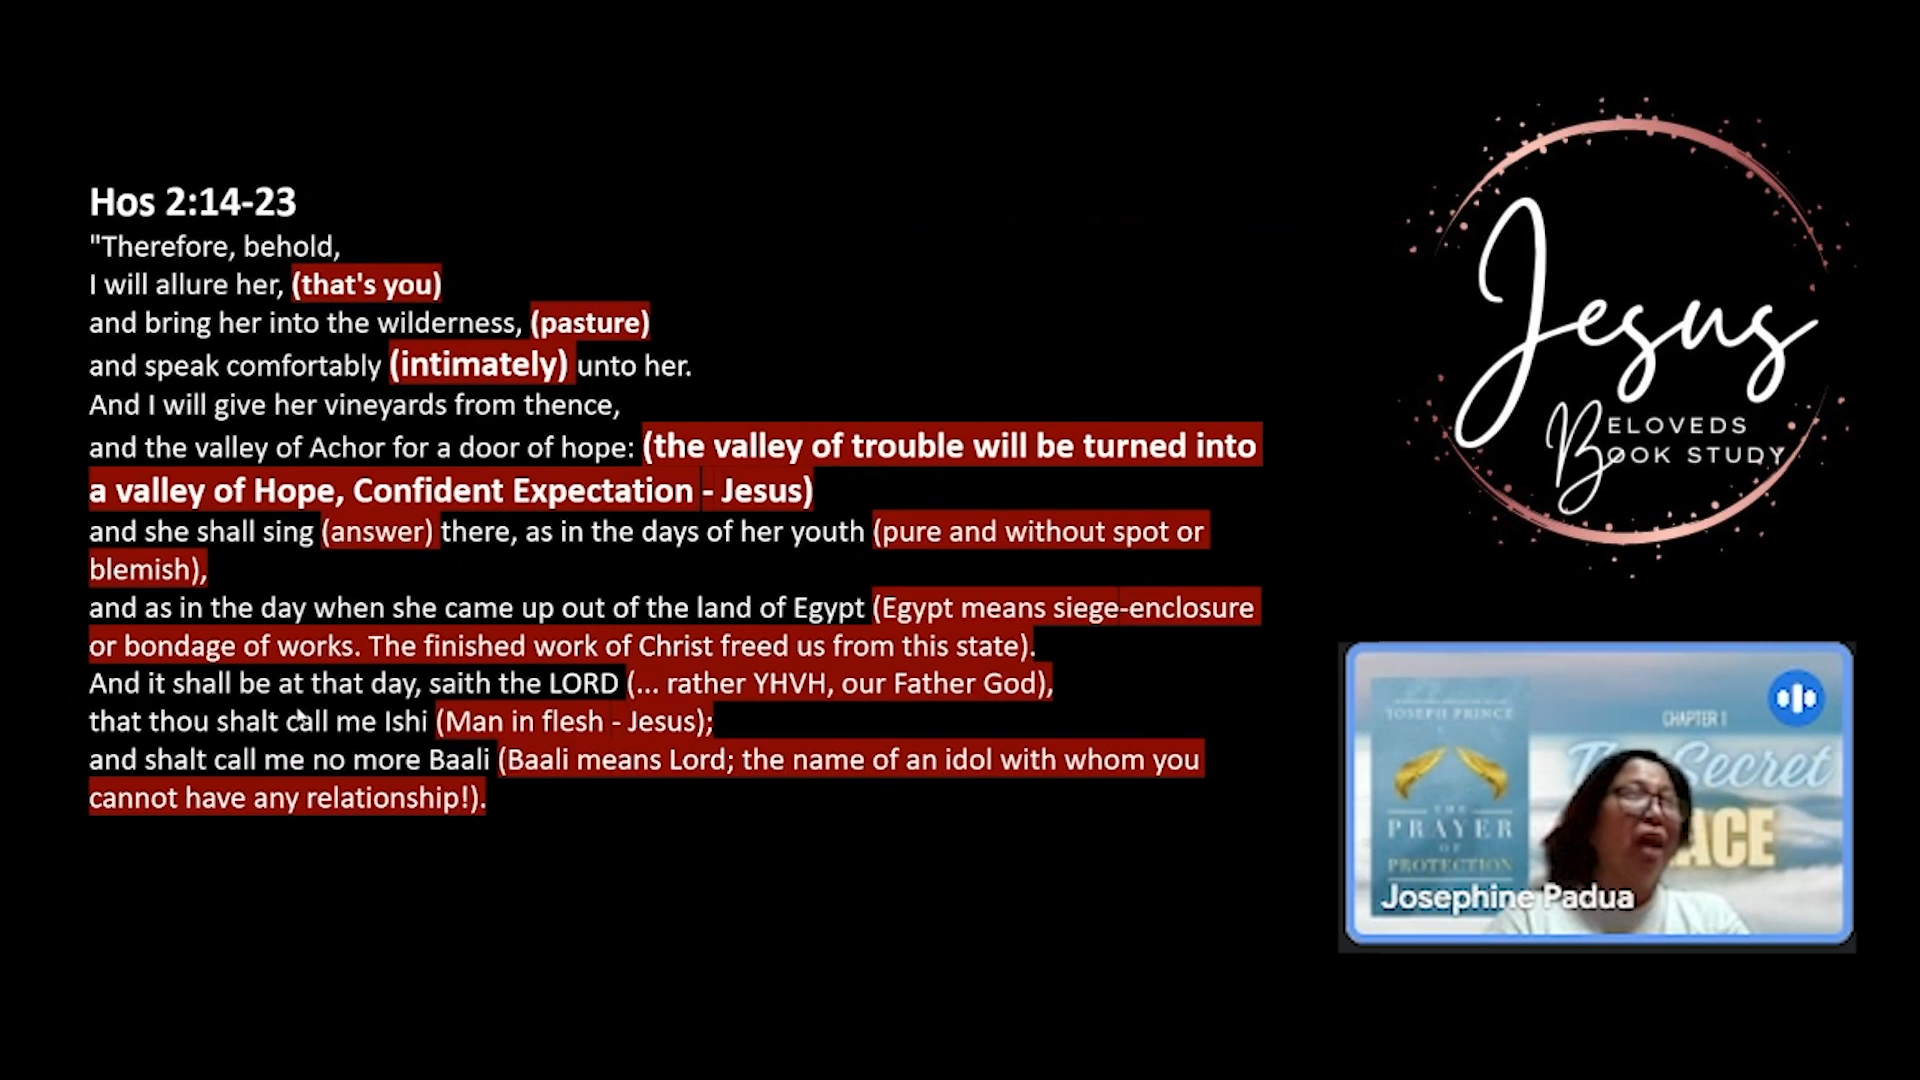 Hos 2:14-23
"Therefore, behold,
I will allure her, (that's you)
and bring her into the wilderness, (pasture)
and speak comfortably (intimately) unto her.
And I will give her vineyards from thence,
and the valley of Achor for a door of hope: (the valley of trouble will be turned into
a valley of Hope, Confident Expectation - Jesus)
and she shall sing (answer) there, as in the days of her youth (pure and without spot or
blemish),
and as in the day when she came up out of the land of Egypt (Egypt means siege-enclosure
or bondage of works. The finished work of Christ freed us from this state).
And it shall be at that day, saith the LORD (... rather YHVH, our Father God),
that thou shalt call me Ishi (Man in flesh - Jesus);
and shalt call me no more Baali (Baali means Lord; the name of an idol with whom you
cannot have any relationship!).
Jesus
BELOVEDS
BOOK STUDY
JOSEPH PRINCE
THE
PRAYER
OF
PROTECTION
CHAPTER 1
Secret
Josephine Padua